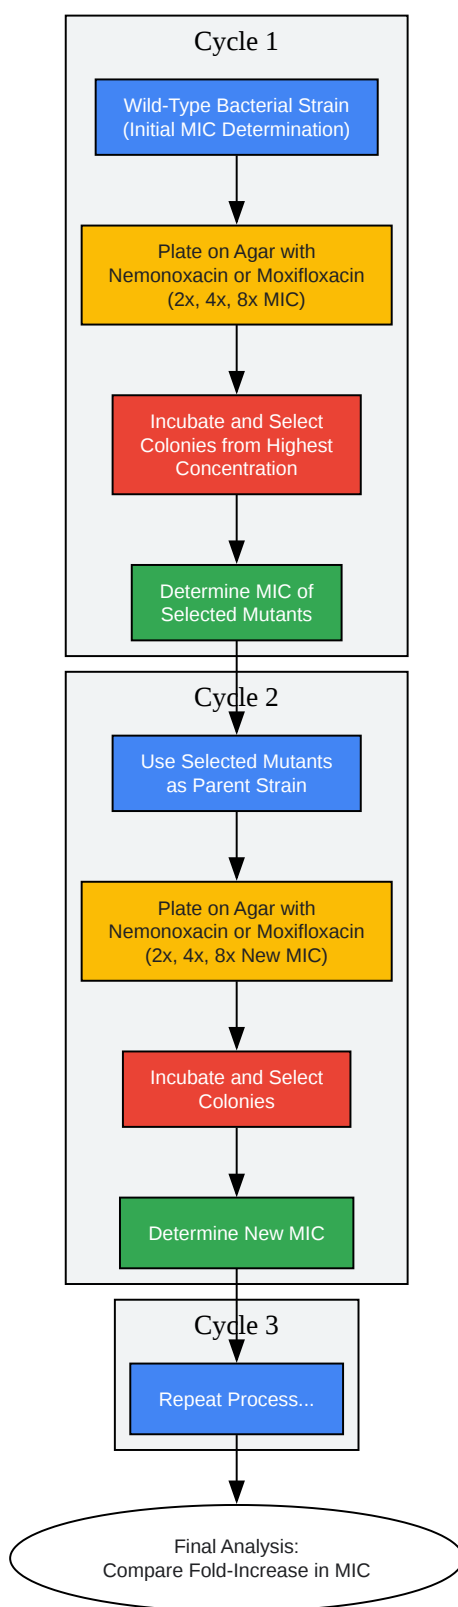 Cycle 1
Wild-Type Bacterial Strain
(Initial MIC Determination)
Plate on Agar with
Nemonoxacin or Moxifloxacin
(2x, 4x, 8x MIC)
Incubate and Select
Colonies from Highest
Concentration
Determine MIC of
Selected Mutants
Cycle 2
Use Selected Mutants
as Parent Strain
Plate on Agar with
Nemonoxacin or Moxifloxacin
(2x, 4x, 8x New MIC)
Incubate and Select
Colonies
Determine New MIC
Cycle 3
Repeat Process...
Final Analysis:
Compare Fold-Increase in MIC